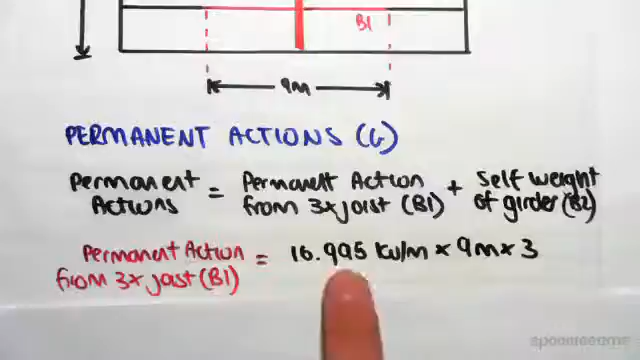 B1
9m
PERMANENT ACTIONS (G)
Permanent Actions = Permanent Action from 3x joist (B1) + Self weight of girder (B2)
Permanent Action from 3x joist (B1) = 16.995 kN/m × 9m × 3
spoonfeedme